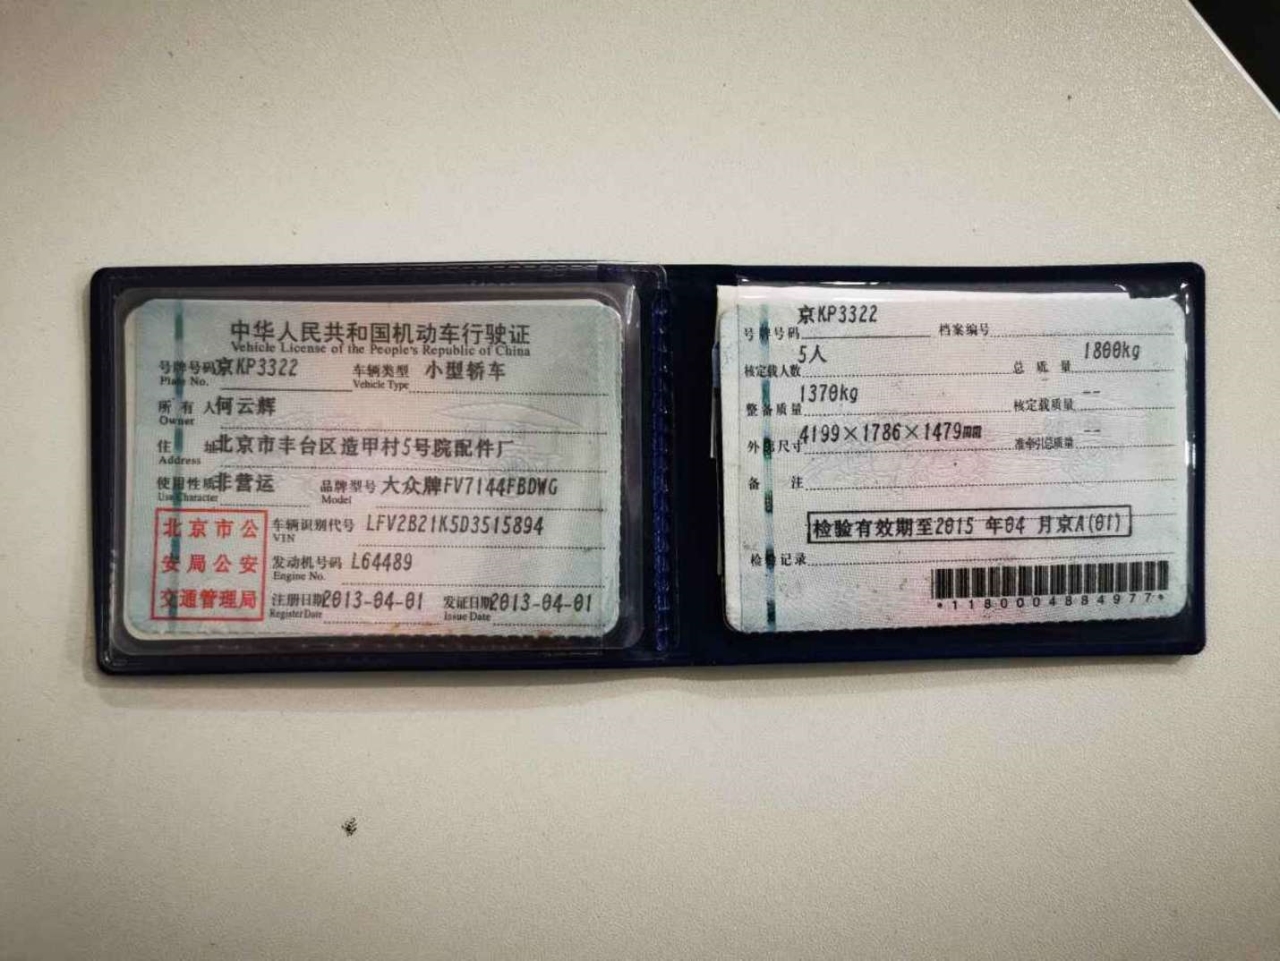 中华人民共和国机动车行驶证
Vehicle License of the People's Republic of China
号牌号码 京KP3322 车辆类型 小型轿车
Plate No. Vehicle Type
所有人 何云辉
Owner
住址 北京市丰台区造甲村5号院配件厂
Address
使用性质 非营运 品牌型号 大众牌FV7144FBDWG
Use Character Model
北京市公
安局公安
交通管理局
车辆识别代号 LFV2B21K5D3515894
VIN
发动机号码 L64489
Engine No.
注册日期 2013-04-01 发证日期 2013-04-01
Register Date Issue Date
号牌号码 京KP3322 档案编号
核定载人数 5人 总质量 1800kg
整备质量 1370kg 核定载质量 --
外廓尺寸 4199×1786×1479mm 准牵引总质量 --
备注
检验有效期至2015 年04 月京A(01)
检验记录
*1180004884977*